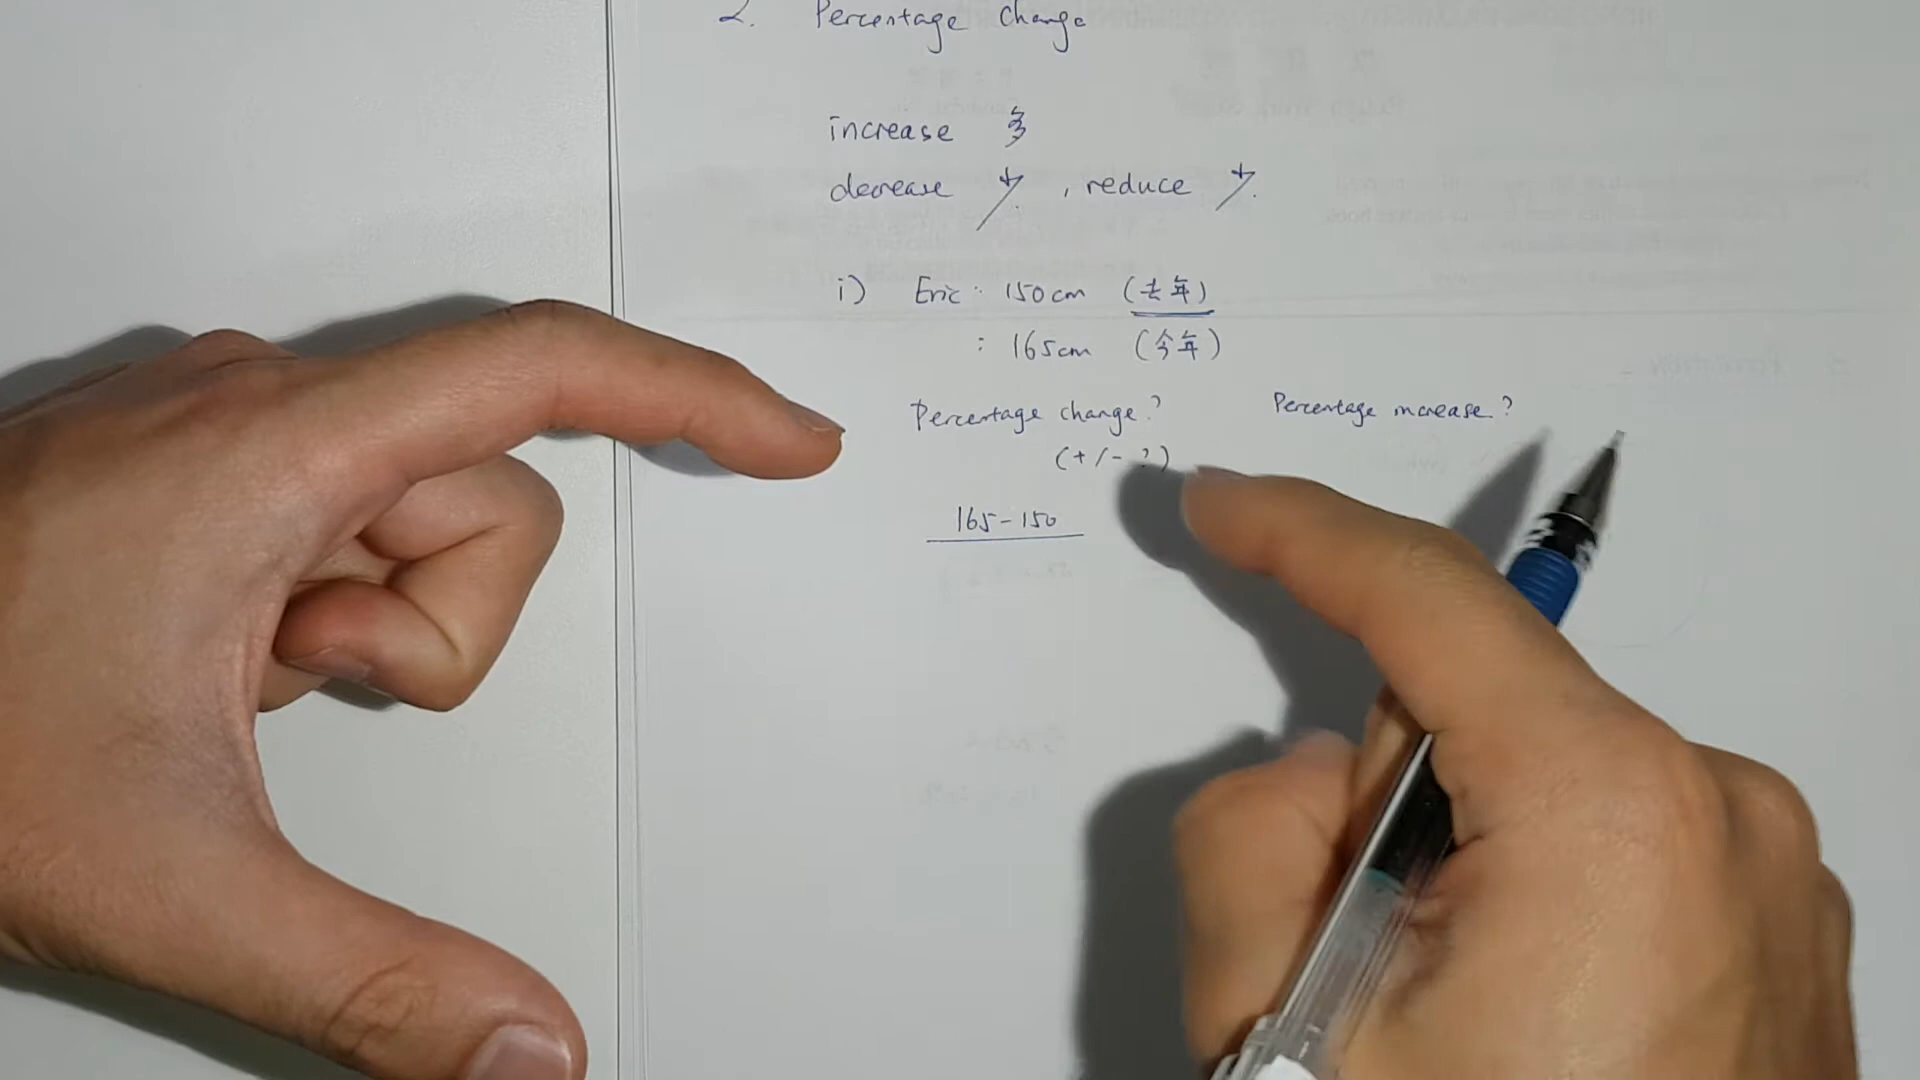 2. Percentage Change
increase 多
decrease 少, reduce 少.
i) Eric: 150cm (去年)
: 165cm (今年)
Percentage change? Percentage increase?
(+/- ?)
165-150